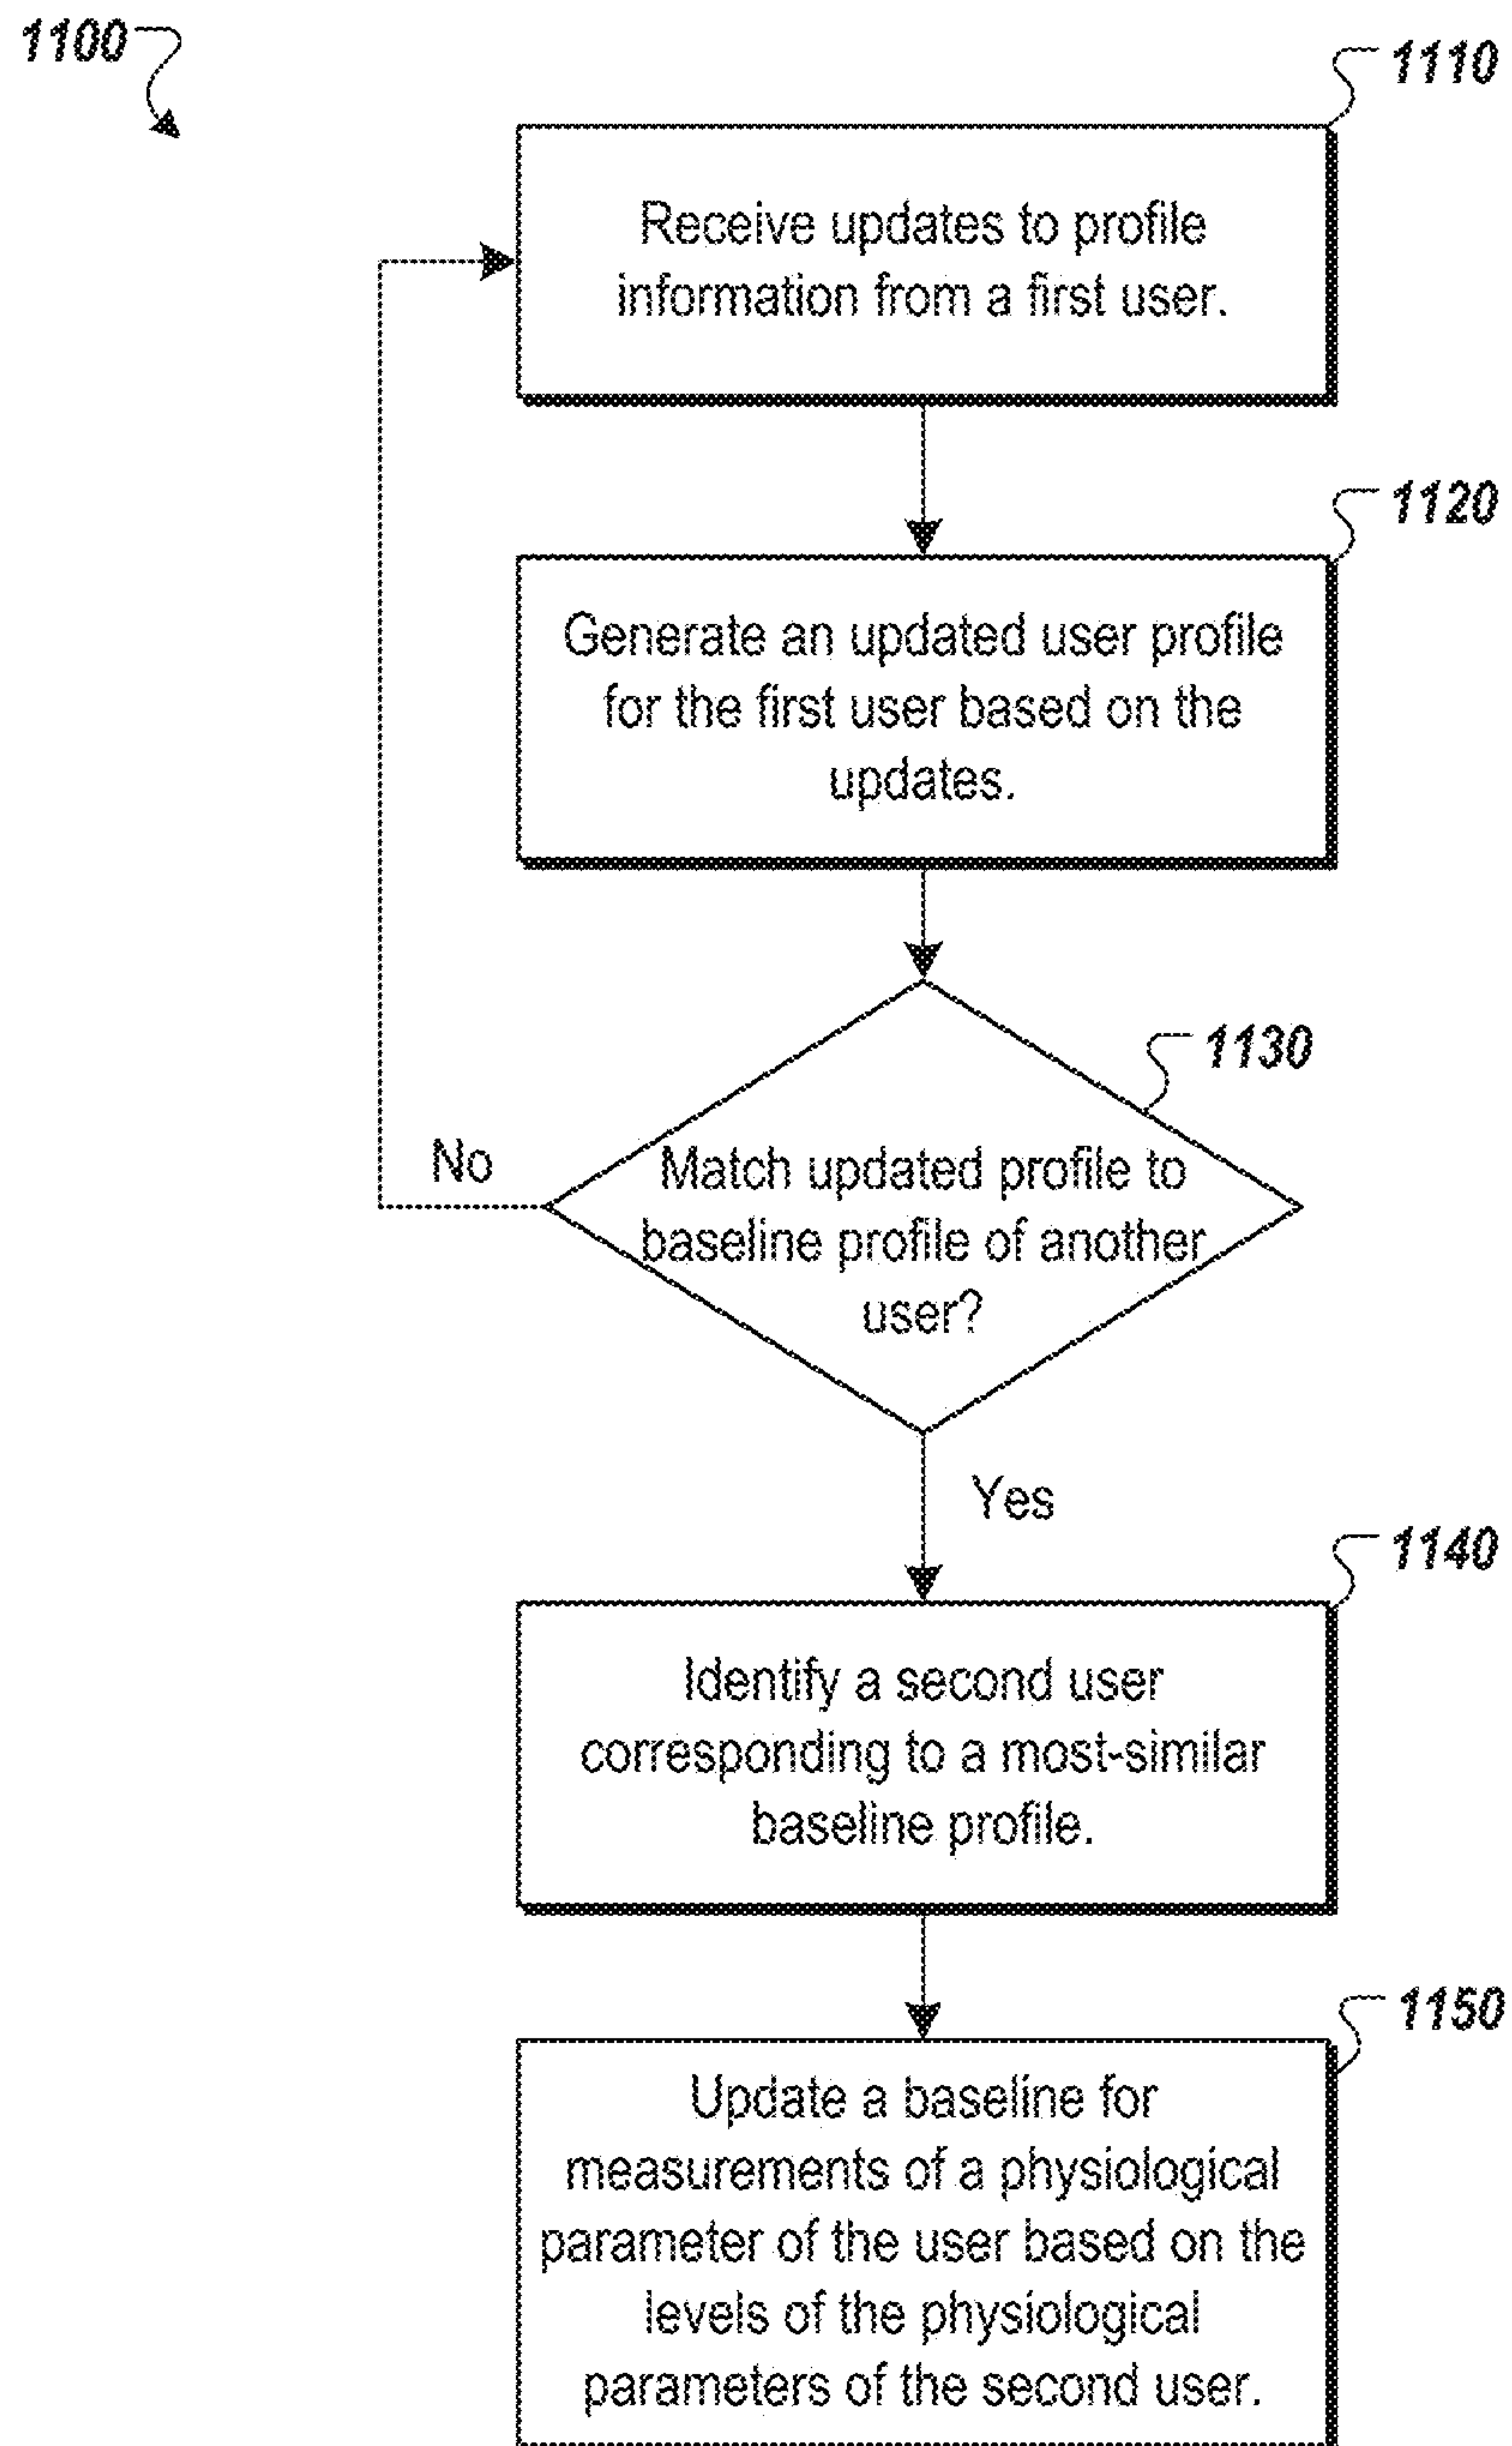 1100
1110
Receive updates to profile
information from a first user.
1120
Generate an updated user profile
for the first user based on the
updates.
1130
No
Match updated profile to
baseline profile of another
user?
Yes
1140
Identify a second user
corresponding to a most-similar
baseline profile.
1150
Update a baseline for
measurements of a physiological
parameter of the user based on the
levels of the physiological
parameters of the second user.